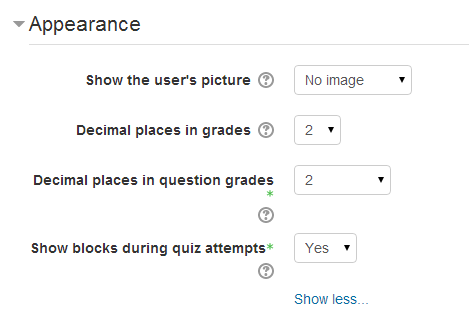 Appearance
Show the user's picture No image
Decimal places in grades 2
Decimal places in question grades 2
*
Show blocks during quiz attempts* Yes
Show less...